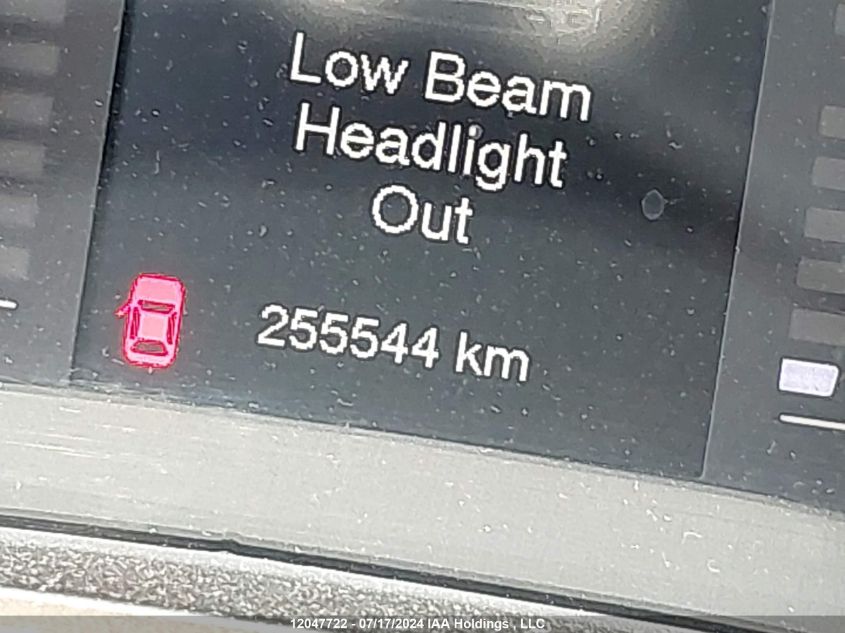 Low Beam
Headlight
Out
255544 km
12047722 - 07/17/2024 IAA Holdings , LLC